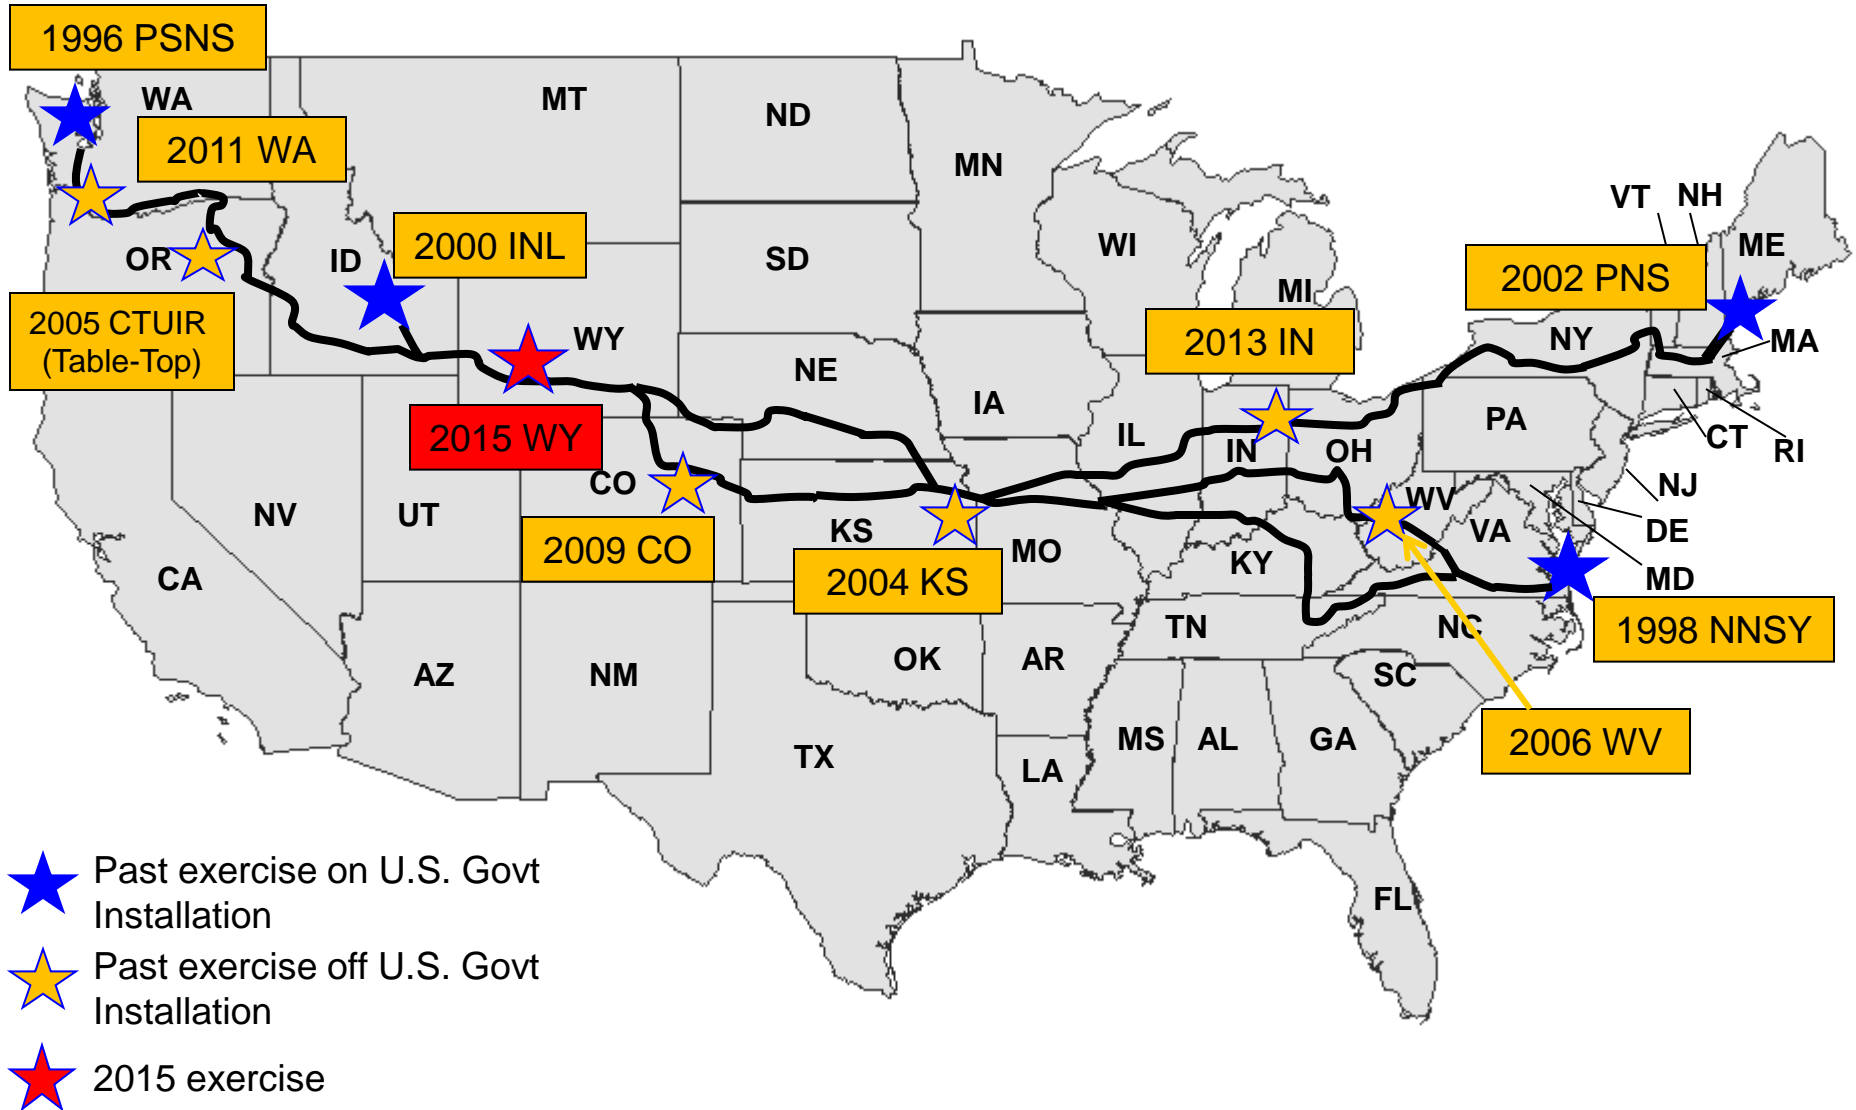 1996 PSNS
WA
MT
ND
MN
2011 WA
VT
NH
ME
WI
OR
ID
2000 INL
SD
MI
2002 PNS
2005 CTUIR
(Table-Top)
WY
NE
IA
2013 IN
NY
MA
2015 WY
IL
IN
OH
PA
CT
RI
NV
UT
CO
KS
MO
WV
VA
NJ
DE
MD
2009 CO
2004 KS
KY
CA
1998 NNSY
TN
NC
AZ
NM
OK
AR
SC
TX
MS
AL
GA
2006 WV
LA
FL
Past exercise on U.S. Govt
Installation
Past exercise off U.S. Govt
Installation
2015 exercise